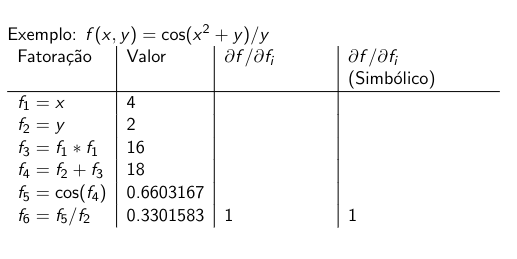 Exemplo: f(x, y) = cos(x² + y)/y
Fatoração Valor ∂f/∂fᵢ ∂f/∂fᵢ
(Simbólico)
f₁ = x 4
f₂ = y 2
f₃ = f₁ * f₁ 16
f₄ = f₂ + f₃ 18
f₅ = cos(f₄) 0.6603167
f₆ = f₅/f₂ 0.3301583 1 1